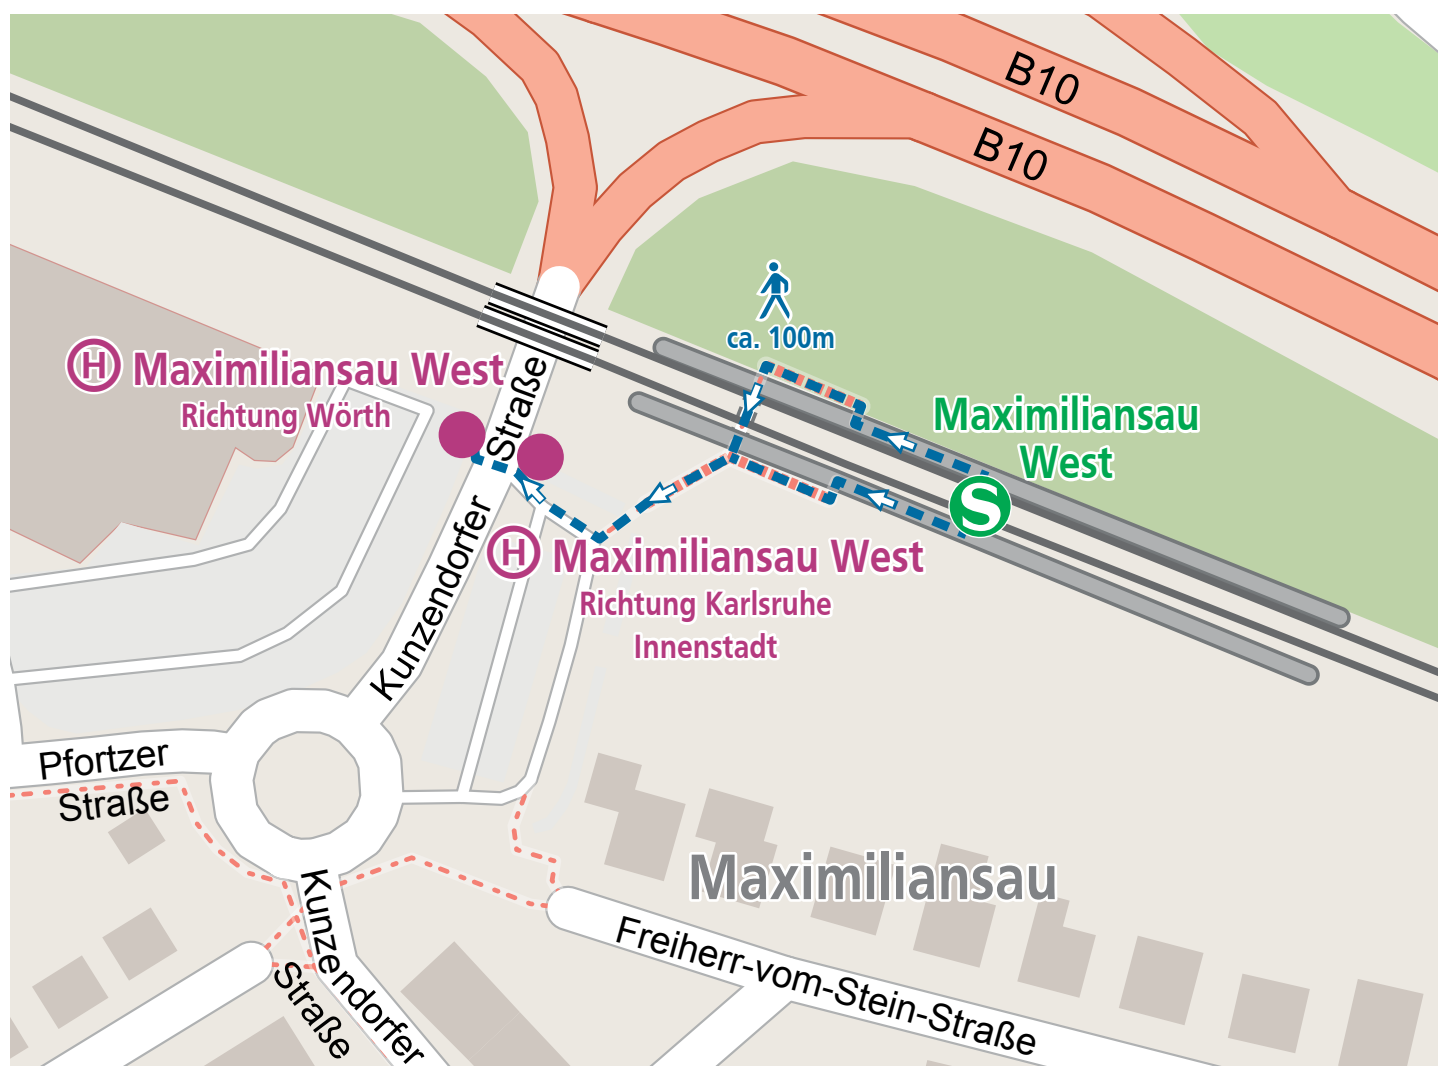 B10
B10
ca. 100m
H Maximiliansau West
Richtung Wörth
Maximiliansau
West
S
Kunzendorfer Straße
H Maximiliansau West
Richtung Karlsruhe
Innenstadt
Pfortzer
Straße
Maximiliansau
Kunzendorfer
Straße
Freiherr-vom-Stein-Straße